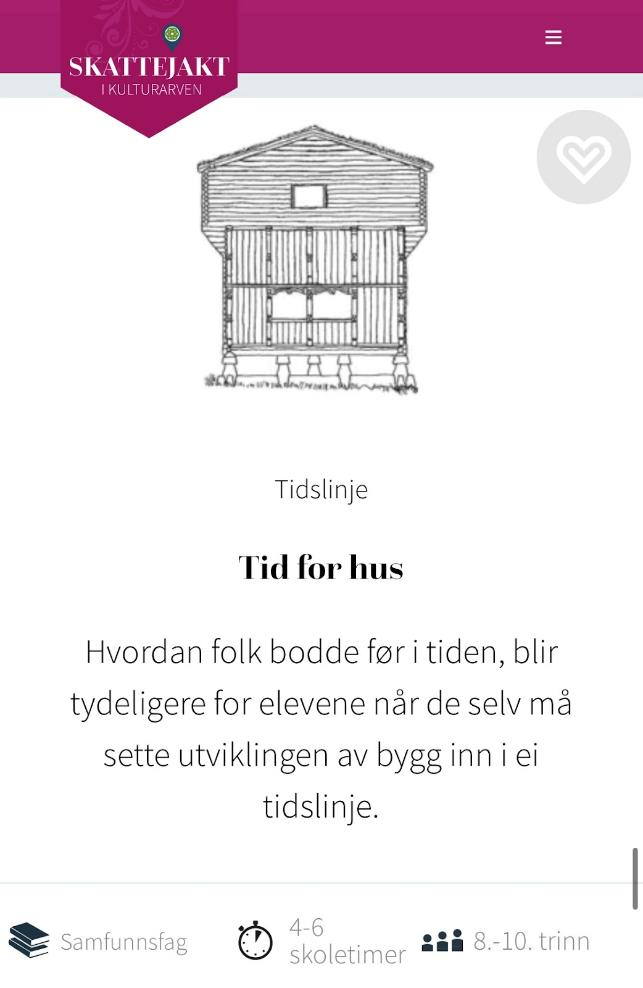 SKATTEJAKT
I KULTURARVEN
Tidslinje
Tid for hus
Hvordan folk bodde før i tiden, blir
tydeligere for elevene når de selv må
sette utviklingen av bygg inn i ei
tidslinje.
Samfunnsfag
4-6
skoletimer
8.-10. trinn